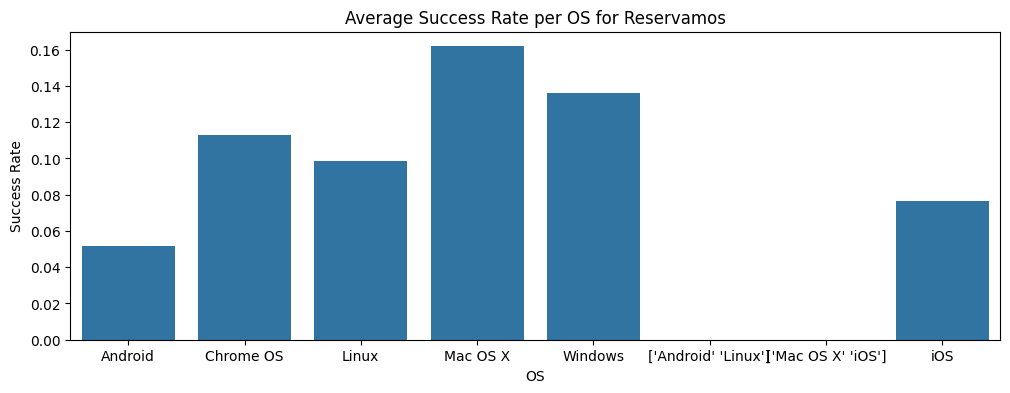 Average Success Rate per OS for Reservamos
Success Rate
0.16
0.14
0.12
0.10
0.08
0.06
0.04
0.02
0.00
Android Chrome OS Linux Mac OS X Windows ['Android' 'Linux'] ['Mac OS X' 'iOS'] iOS
OS